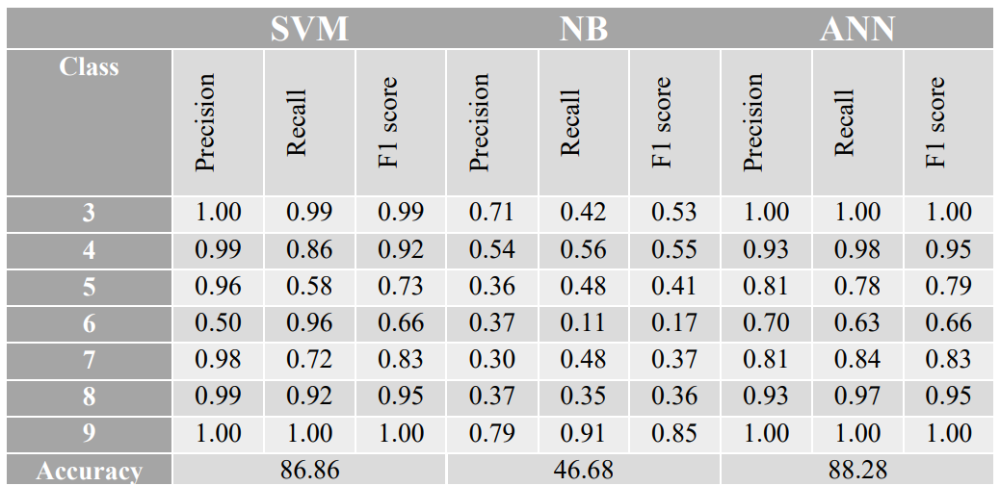 SVM NB ANN
Class Precision Recall F1 score Precision Recall F1 score Precision Recall F1 score
3 1.00 0.99 0.99 0.71 0.42 0.53 1.00 1.00 1.00
4 0.99 0.86 0.92 0.54 0.56 0.55 0.93 0.98 0.95
5 0.96 0.58 0.73 0.36 0.48 0.41 0.81 0.78 0.79
6 0.50 0.96 0.66 0.37 0.11 0.17 0.70 0.63 0.66
7 0.98 0.72 0.83 0.30 0.48 0.37 0.81 0.84 0.83
8 0.99 0.92 0.95 0.37 0.35 0.36 0.93 0.97 0.95
9 1.00 1.00 1.00 0.79 0.91 0.85 1.00 1.00 1.00
Accuracy 86.86 46.68 88.28